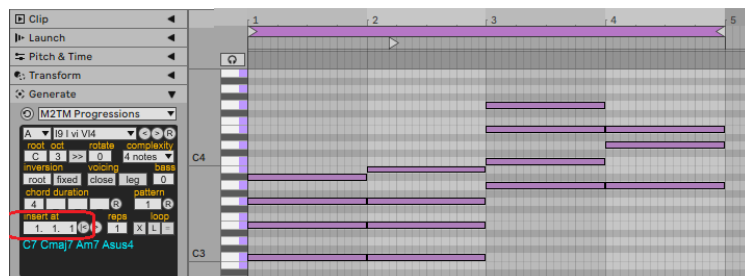 Clip
Launch
Pitch & Time
Transform
Generate
M2TM Progressions
A I9 I vi VI4 < > R
root oct rotate complexity
C 3 >> 0 4 notes
inversion voicing bass
root fixed close leg 0
chord duration pattern
4 R 1 R
insert at reps loop
1. 1. 1 1 X L
C7 Cmaj7 Am7 Asus4
1 2 3 4 5
C4
C3